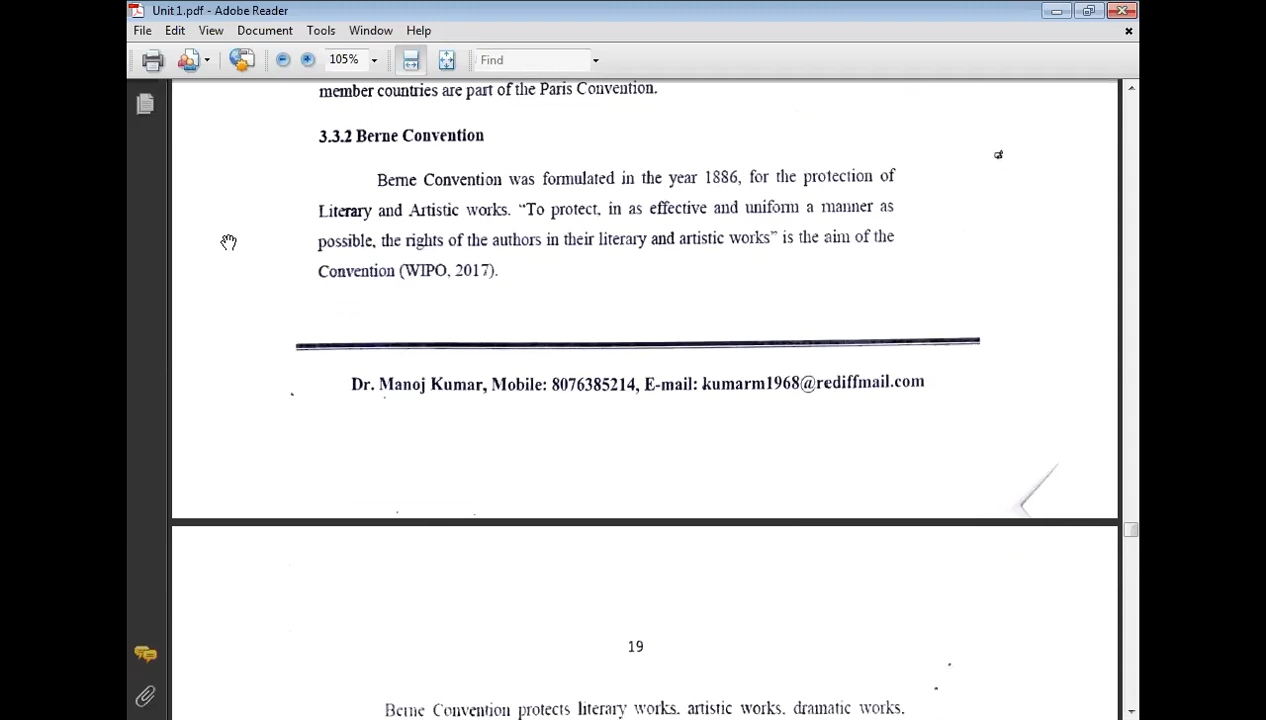 Unit 1.pdf - Adobe Reader
File Edit View Document Tools Window Help
105% Find
member countries are part of the Paris Convention.
3.3.2 Berne Convention
Berne Convention was formulated in the year 1886, for the protection of
Literary and Artistic works. “To protect, in as effective and uniform a manner as
possible, the rights of the authors in their literary and artistic works” is the aim of the
Convention (WIPO, 2017).
Dr. Manoj Kumar, Mobile: 8076385214, E-mail: kumarm1968@rediffmail.com
19
Berne Convention protects literary works, artistic works, dramatic works,